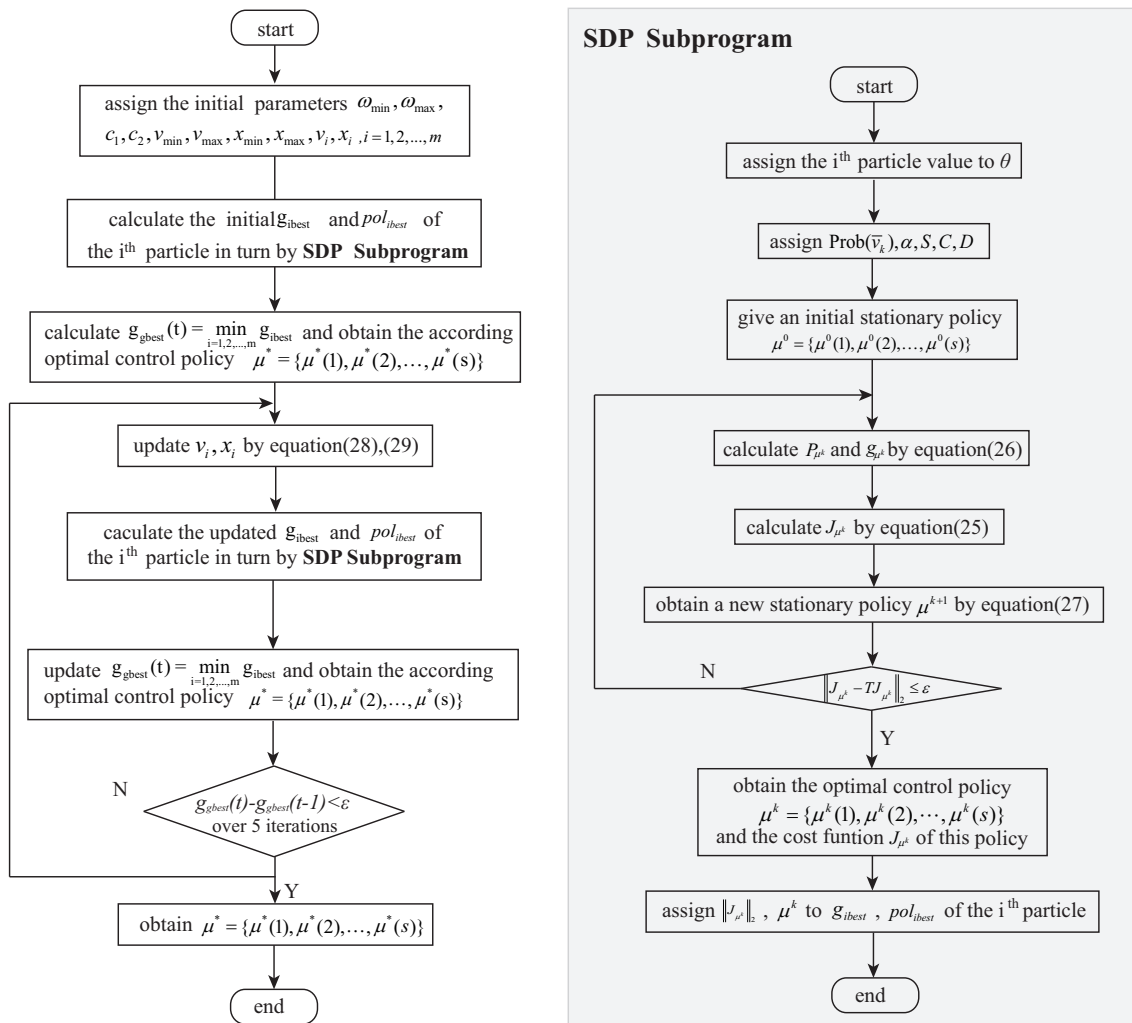 start
assign the initial parameters ω_min, ω_max,
c_1, c_2, v_min, v_max, x_min, x_max, v_i, x_i , i = 1, 2, ..., m
calculate the initial g_ibest and pol_ibest of
the i^th particle in turn by SDP Subprogram
calculate g_gbest(t) = min_{i=1,2,...,m} g_ibest and obtain the according
optimal control policy μ^* = {μ^*(1), μ^*(2), …, μ^*(s)}
update v_i, x_i by equation(28),(29)
caculate the updated g_ibest and pol_ibest of
the i^th particle in turn by SDP Subprogram
update g_gbest(t) = min_{i=1,2,...,m} g_ibest and obtain the according
optimal control policy μ^* = {μ^*(1), μ^*(2), …, μ^*(s)}
N
g_gbest(t)-g_gbest(t-1)<ε
over 5 iterations
Y
obtain μ^* = {μ^*(1), μ^*(2), …, μ^*(s)}
end
SDP Subprogram
start
assign the i^th particle value to θ
assign Prob(v̅_k), α, S, C, D
give an initial stationary policy
μ^0 = {μ^0(1), μ^0(2), …, μ^0(s)}
calculate P_{μ^k} and g_{μ^k} by equation(26)
calculate J_{μ^k} by equation(25)
obtain a new stationary policy μ^{k+1} by equation(27)
N
‖J_{μ^k} − TJ_{μ^k}‖_2 ≤ ε
Y
obtain the optimal control policy
μ^k = {μ^k(1), μ^k(2), ⋯, μ^k(s)}
and the cost funtion J_{μ^k} of this policy
assign ‖J_{μ^k}‖_2 , μ^k to g_ibest , pol_ibest of the i^th particle
end